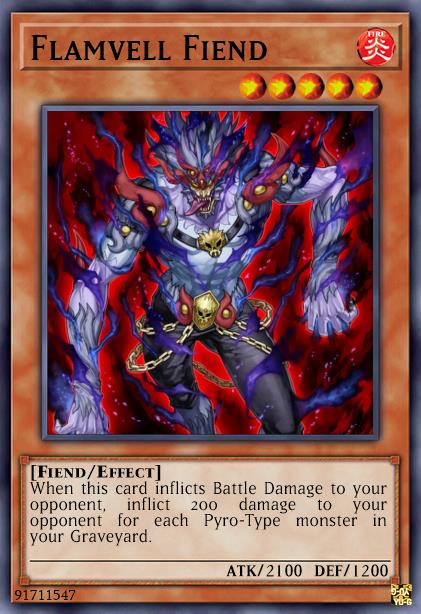 Flamvell Fiend
FIRE
炎
[Fiend/Effect]
When this card inflicts Battle Damage to your
opponent, inflict 200 damage to your
opponent for each Pyro-Type monster in
your Graveyard.
ATK/2100 DEF/1200
91711547